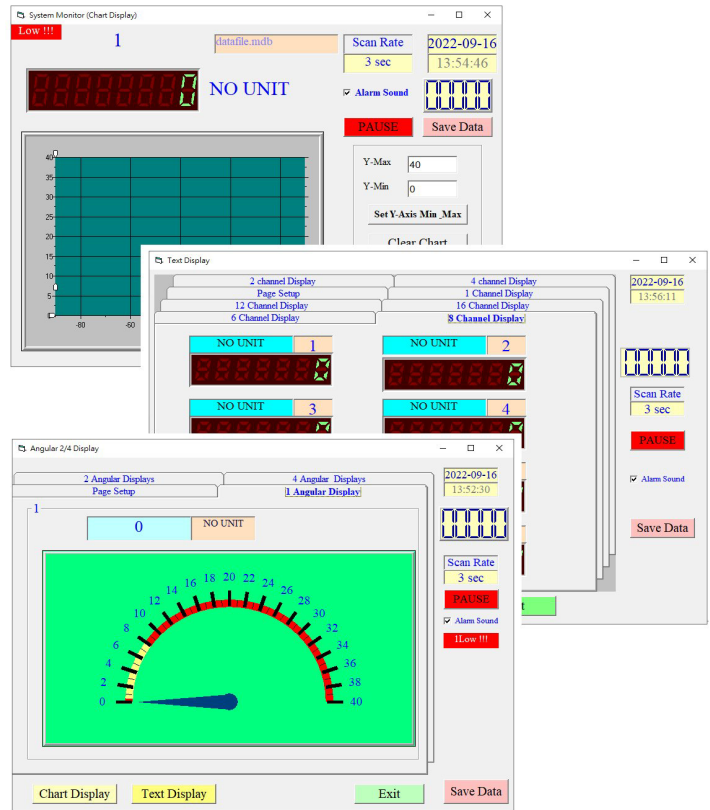 System Monitor (Chart Display)
Low !!!
1
datafile.mdb
Scan Rate
2022-09-16
3 sec
13:54:46
0
NO UNIT
Alarm Sound
0000
PAUSE
Save Data
40
35
30
25
20
15
10
5
0
-80
-60
Y-Max
40
Y-Min
0
Set Y-Axis Min ,Max
Clear Chart
Text Display
2 channel Display
4 channel Display
Page Setup
1 Channel Display
12 Channel Display
16 Channel Display
6 Channel Display
8 Channel Display
NO UNIT
1
NO UNIT
2
0
0
NO UNIT
3
NO UNIT
4
2022-09-16
13:56:11
0000
Scan Rate
3 sec
PAUSE
Alarm Sound
Save Data
t
Angular 2/4 Display
2 Angular Displays
4 Angular Displays
Page Setup
1 Angular Display
1
0
NO UNIT
0
2
4
6
8
10
12
14
16
18
20
22
24
26
28
30
32
34
36
38
40
2022-09-16
13:52:30
0000
Scan Rate
3 sec
PAUSE
Alarm Sound
1Low !!!
Chart Display
Text Display
Exit
Save Data